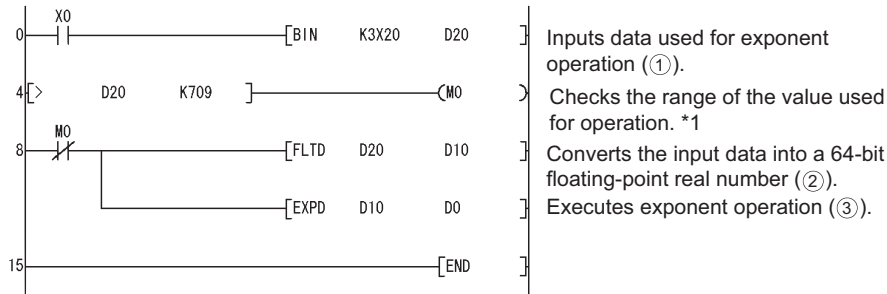 X0
0 [BIN K3X20 D20 ] Inputs data used for exponent
operation (①).
4 [> D20 K709 ] (M0 ) Checks the range of the value used
for operation. *1
M0
8 [FLTD D20 D10 ] Converts the input data into a 64-bit
floating-point real number (②).
[EXPD D10 D0 ] Executes exponent operation (③).
15 [END ]